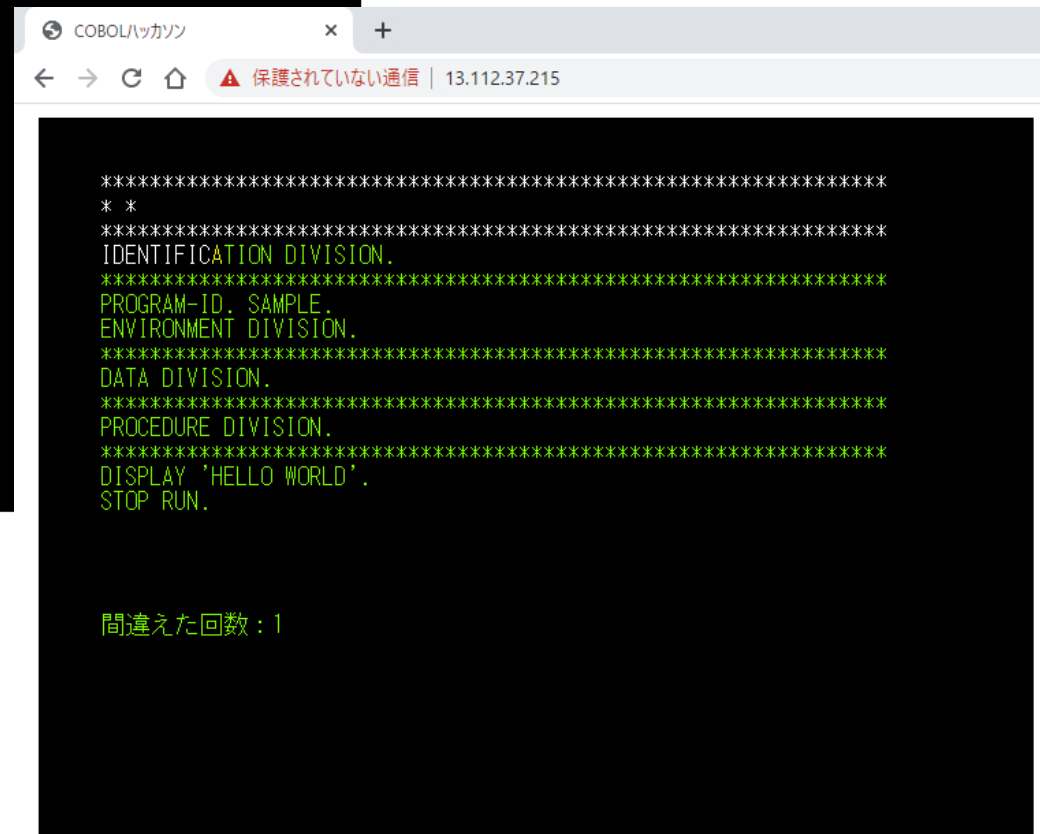 COBOLハッカソン
保護されていない通信 | 13.112.37.215
****************************************************************
* *
****************************************************************
IDENTIFICATION DIVISION.
****************************************************************
PROGRAM-ID. SAMPLE.
ENVIRONMENT DIVISION.
****************************************************************
DATA DIVISION.
****************************************************************
PROCEDURE DIVISION.
****************************************************************
DISPLAY 'HELLO WORLD'.
STOP RUN.
間違えた回数：1